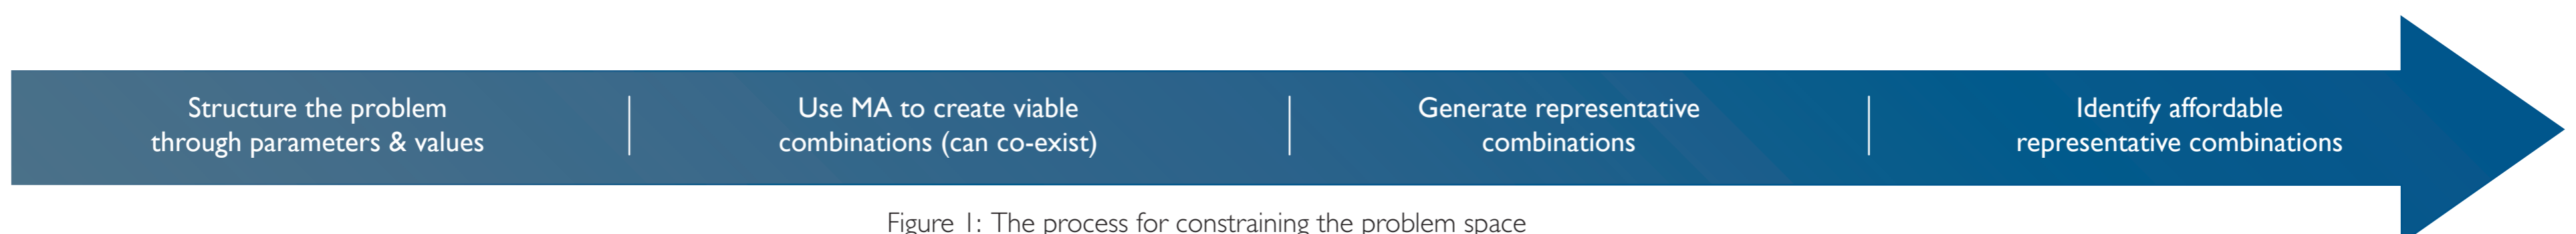 Structure the problem
through parameters & values
Use MA to create viable
combinations (can co-exist)
Generate representative
combinations
Identify affordable
representative combinations
Figure 1: The process for constraining the problem space